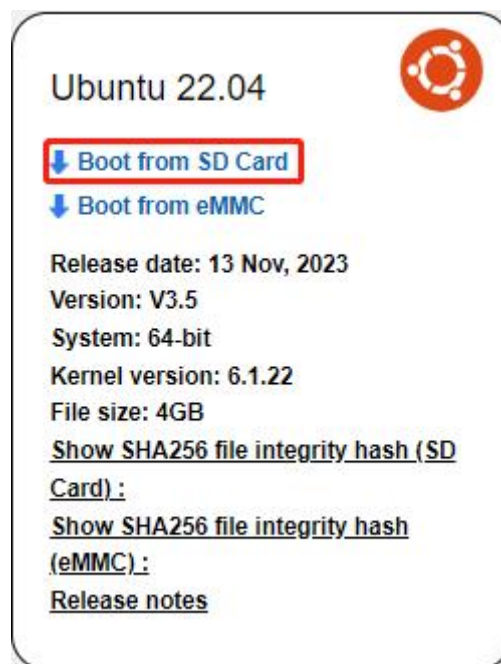 Ubuntu 22.04
Boot from SD Card
Boot from eMMC
Release date: 13 Nov, 2023
Version: V3.5
System: 64-bit
Kernel version: 6.1.22
File size: 4GB
Show SHA256 file integrity hash (SD
Card) :
Show SHA256 file integrity hash
(eMMC) :
Release notes